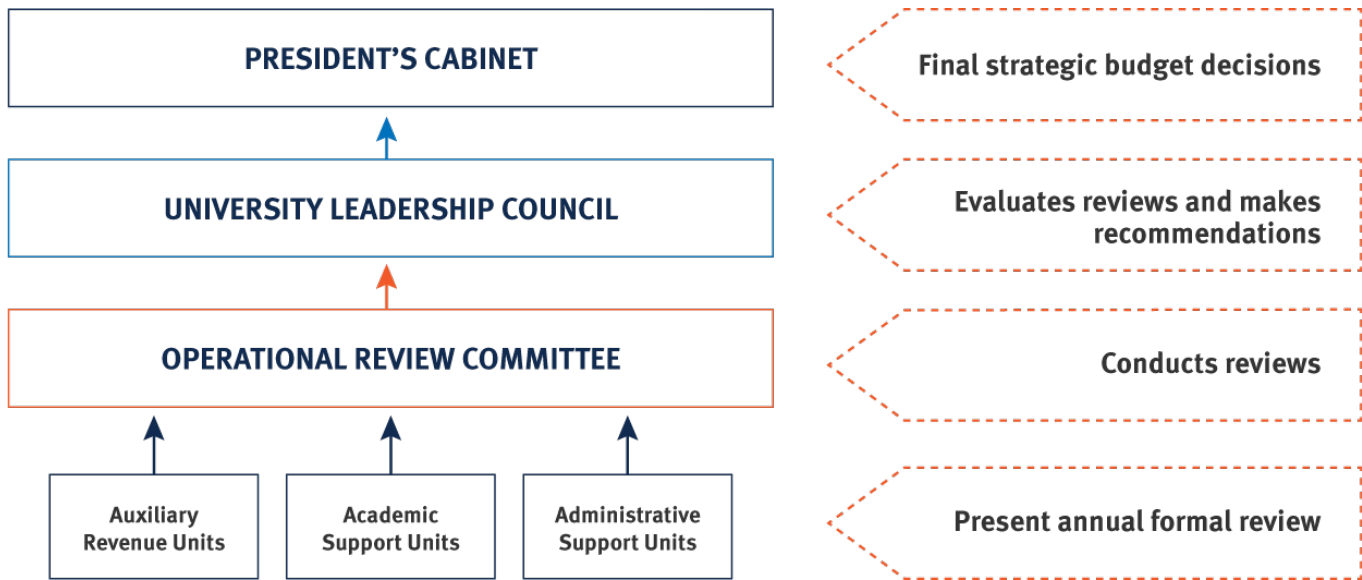 PRESIDENT’S CABINET
Final strategic budget decisions
UNIVERSITY LEADERSHIP COUNCIL
Evaluates reviews and makes
recommendations
OPERATIONAL REVIEW COMMITTEE
Conducts reviews
Auxiliary
Revenue Units
Academic
Support Units
Administrative
Support Units
Present annual formal review